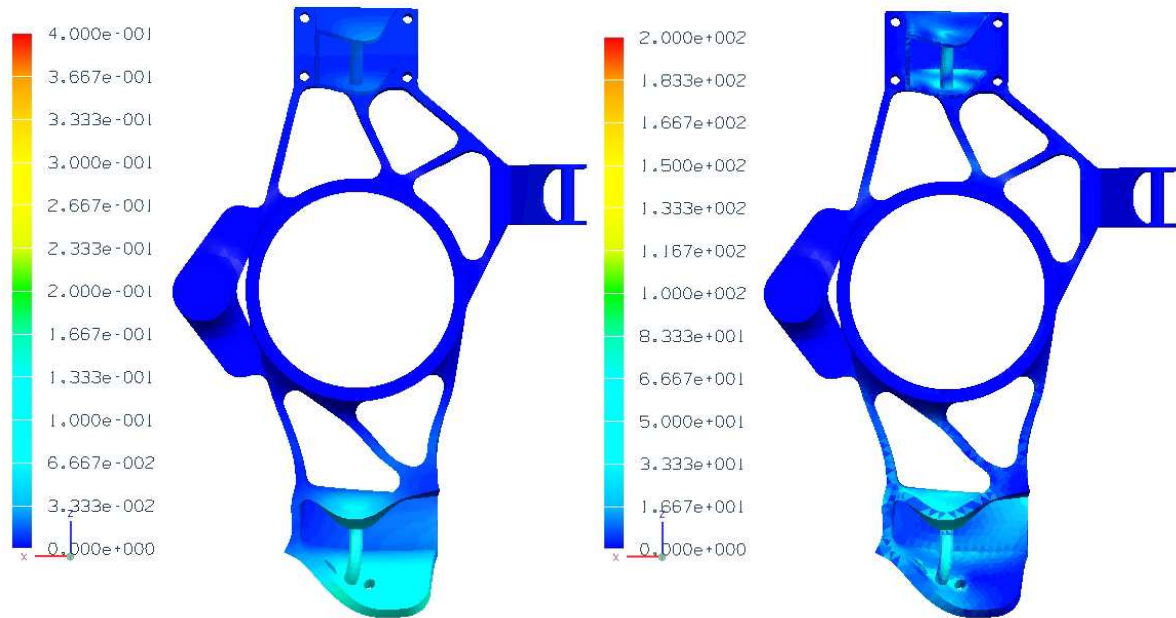 4.000e-001
3.667e-001
3.333e-001
3.000e-001
2.667e-001
2.333e-001
2.000e-001
1.667e-001
1.333e-001
1.000e-001
6.667e-002
3.333e-002
0.000e+000
z
x
2.000e+002
1.833e+002
1.667e+002
1.500e+002
1.333e+002
1.167e+002
1.000e+002
8.333e+001
6.667e+001
5.000e+001
3.333e+001
1.667e+001
0.000e+000
z
x